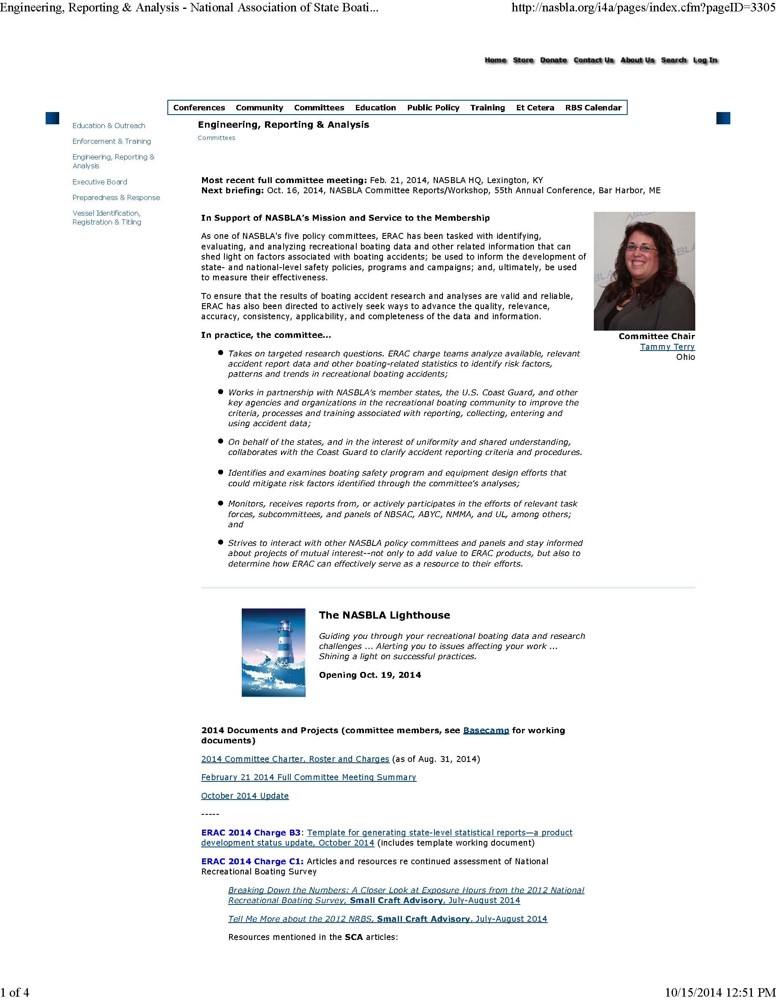 Engineering, Reporting & Analysis - National Association of State Boati...
http://nasbla.org/i4a/pages/index.cfm?pageID=3305
Home Store Donate Contact Us About Us Search Log In
Conferences Community Committees Education Public Policy Training Et Cetera RBS Calendar
Education & Outreach
Enforcement & Training
Engineering, Reporting &
Analysis
Executive Board
Preparedness & Response
Vessel Identification,
Registration & Titling
Engineering, Reporting & Analysis
Committees
Most recent full committee meeting: Feb. 21, 2014, NASBLA HQ, Lexington, KY
Next briefing: Oct. 16, 2014, NASBLA Committee Reports/Workshop, 55th Annual Conference, Bar Harbor, ME
In Support of NASBLA’s Mission and Service to the Membership
As one of NASBLA's five policy committees, ERAC has been tasked with identifying,
evaluating, and analyzing recreational boating data and other related information that can
shed light on factors associated with boating accidents; be used to inform the development of
state- and national-level safety policies, programs and campaigns; and, ultimately, be used
to measure their effectiveness.
To ensure that the results of boating accident research and analyses are valid and reliable,
ERAC has also been directed to actively seek ways to advance the quality, relevance,
accuracy, consistency, applicability, and completeness of the data and information.
Committee Chair
Tammy Terry
Ohio
In practice, the committee...
● Takes on targeted research questions. ERAC charge teams analyze available, relevant
accident report data and other boating-related statistics to identify risk factors,
patterns and trends in recreational boating accidents;
● Works in partnership with NASBLA’s member states, the U.S. Coast Guard, and other
key agencies and organizations in the recreational boating community to improve the
criteria, processes and training associated with reporting, collecting, entering and
using accident data;
● On behalf of the states, and in the interest of uniformity and shared understanding,
collaborates with the Coast Guard to clarify accident reporting criteria and procedures.
● Identifies and examines boating safety program and equipment design efforts that
could mitigate risk factors identified through the committee's analyses;
● Monitors, receives reports from, or actively participates in the efforts of relevant task
forces, subcommittees, and panels of NBSAC, ABYC, NMMA, and UL, among others;
and
● Strives to interact with other NASBLA policy committees and panels and stay informed
about projects of mutual interest--not only to add value to ERAC products, but also to
determine how ERAC can effectively serve as a resource to their efforts.
The NASBLA Lighthouse
Guiding you through your recreational boating data and research
challenges ... Alerting you to issues affecting your work ...
Shining a light on successful practices.
Opening Oct. 19, 2014
2014 Documents and Projects (committee members, see Basecamp for working
documents)
2014 Committee Charter, Roster and Charges (as of Aug. 31, 2014)
February 21 2014 Full Committee Meeting Summary
October 2014 Update
-----
ERAC 2014 Charge B3: Template for generating state-level statistical reports—a product
development status update, October 2014 (includes template working document)
ERAC 2014 Charge C1: Articles and resources re continued assessment of National
Recreational Boating Survey
Breaking Down the Numbers: A Closer Look at Exposure Hours from the 2012 National
Recreational Boating Survey, Small Craft Advisory, July-August 2014
Tell Me More about the 2012 NRBS, Small Craft Advisory, July-August 2014
Resources mentioned in the SCA articles:
1 of 4
10/15/2014 12:51 PM